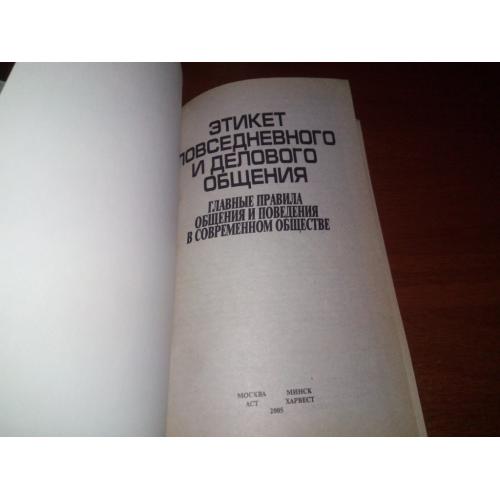 ЭТИКЕТ
ПОВСЕДНЕВНОГО
И ДЕЛОВОГО
ОБЩЕНИЯ
ГЛАВНЫЕ ПРАВИЛА
ОБЩЕНИЯ И ПОВЕДЕНИЯ
В СОВРЕМЕННОМ ОБЩЕСТВЕ
МОСКВА МИНСК
АСТ ХАРВЕСТ
2005